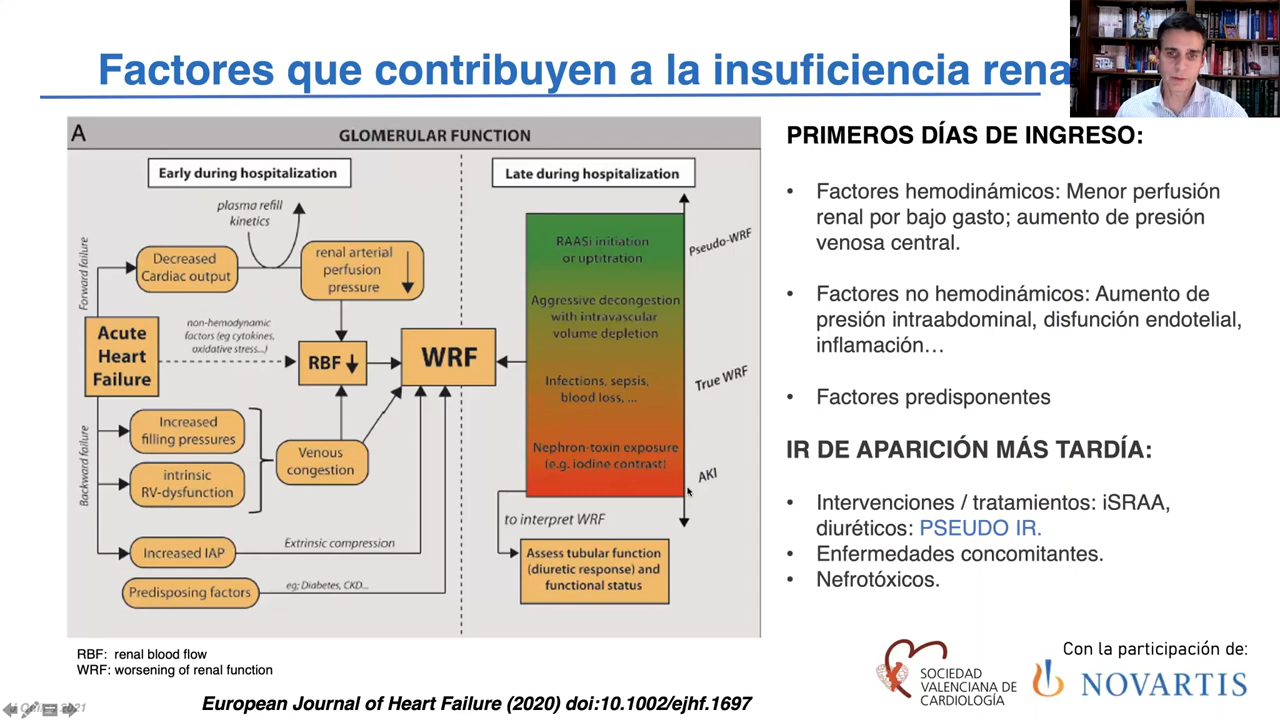 Factores que contribuyen a la insuficiencia rena
A
GLOMERULAR FUNCTION
Early during hospitalization
Late during hospitalization
plasma refill
kinetics
Forward failure
Decreased
Cardiac output
renal arterial
perfusion
pressure
Acute
Heart
Failure
non-hemodynamic
factors (eg cytokines,
oxidative stress...)
RBF
WRF
Backward failure
Increased
filling pressures
intrinsic
RV-dysfunction
Venous
congestion
Increased IAP
Extrinsic compression
Predisposing factors
eg; Diabetes, CKD...
RAASi initiation
or uptitration
Aggressive decongestion
with intravascular
volume depletion
Infections, sepsis,
blood loss, ...
Nephron-toxin exposure
(e.g. iodine contrast)
Pseudo-WRF
True WRF
AKI
to interpret WRF
Assess tubular function
(diuretic response) and
functional status
RBF: renal blood flow
WRF: worsening of renal function
European Journal of Heart Failure (2020) doi:10.1002/ejhf.1697
PRIMEROS DÍAS DE INGRESO:
• Factores hemodinámicos: Menor perfusión
renal por bajo gasto; aumento de presión
venosa central.
• Factores no hemodinámicos: Aumento de
presión intraabdominal, disfunción endotelial,
inflamación…
• Factores predisponentes
IR DE APARICIÓN MÁS TARDÍA:
• Intervenciones / tratamientos: iSRAA,
diuréticos: PSEUDO IR.
• Enfermedades concomitantes.
• Nefrotóxicos.
SOCIEDAD
VALENCIANA DE
CARDIOLOGÍA
Con la participación de:
NOVARTIS
2021